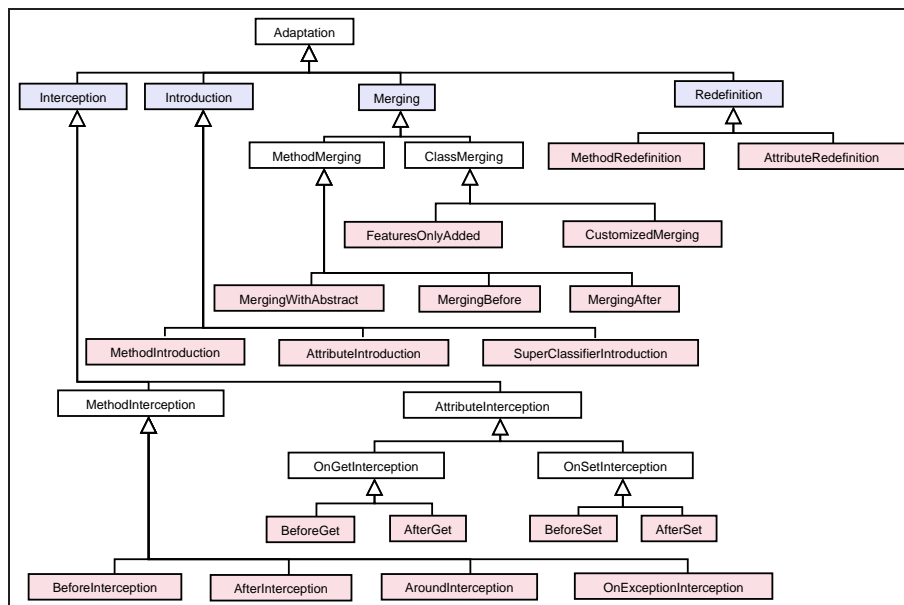 Adaptation
Interception
Introduction
Merging
Redefinition
MethodMerging
ClassMerging
MethodRedefinition
AttributeRedefinition
FeaturesOnlyAdded
CustomizedMerging
MergingWithAbstract
MergingBefore
MergingAfter
MethodIntroduction
AttributeIntroduction
SuperClassifierIntroduction
MethodInterception
AttributeInterception
OnGetInterception
OnSetInterception
BeforeGet
AfterGet
BeforeSet
AfterSet
BeforeInterception
AfterInterception
AroundInterception
OnExceptionInterception